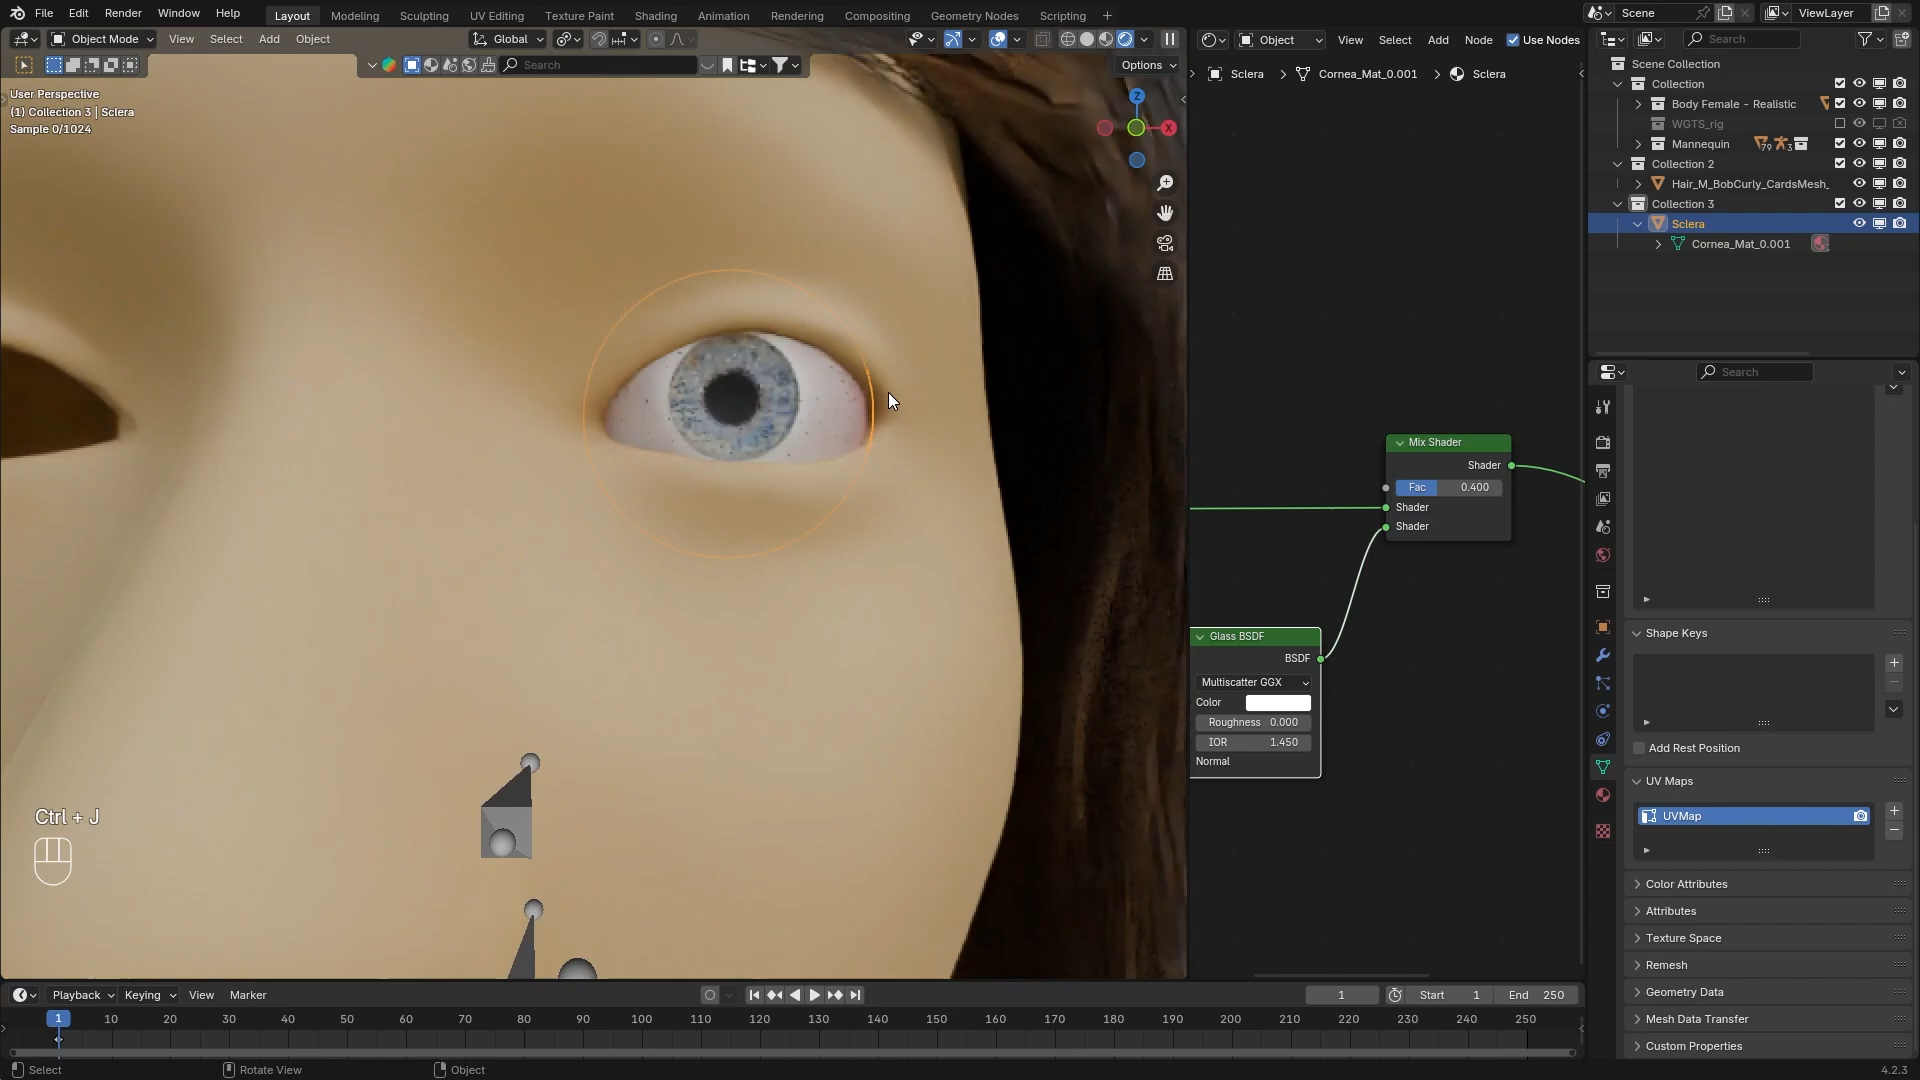 File Edit Render Window Help Layout Modeling Sculpting UV Editing Texture Paint Shading Animation Rendering Compositing Geometry Nodes Scripting + Scene ViewLayer
Object Mode View Select Add Object Global Object View Select Add Node Use Nodes Search
Search Options
User Perspective
(1) Collection 3 | Sclera
Sample 0/1024
Z
X
Sclera > Cornea_Mat_0.001 > Sclera
Scene Collection
Collection
Body Female - Realistic
WGTS_rig
Mannequin 79 3
Collection 2
Hair_M_BobCurly_CardsMesh_
Collection 3
Sclera
Cornea_Mat_0.001
Search
Mix Shader
Shader
Fac 0.400
Shader
Shader
Glass BSDF
BSDF
Multiscatter GGX
Color
Roughness 0.000
IOR 1.450
Normal
Shape Keys
Add Rest Position
UV Maps
UVMap
Color Attributes
Attributes
Texture Space
Remesh
Geometry Data
Mesh Data Transfer
Custom Properties
Ctrl + J
Playback Keying View Marker 1 Start 1 End 250
1 10 20 30 40 50 60 70 80 90 100 110 120 130 140 150 160 170 180 190 200 210 220 230 240 250
Select Rotate View Object 4.2.3